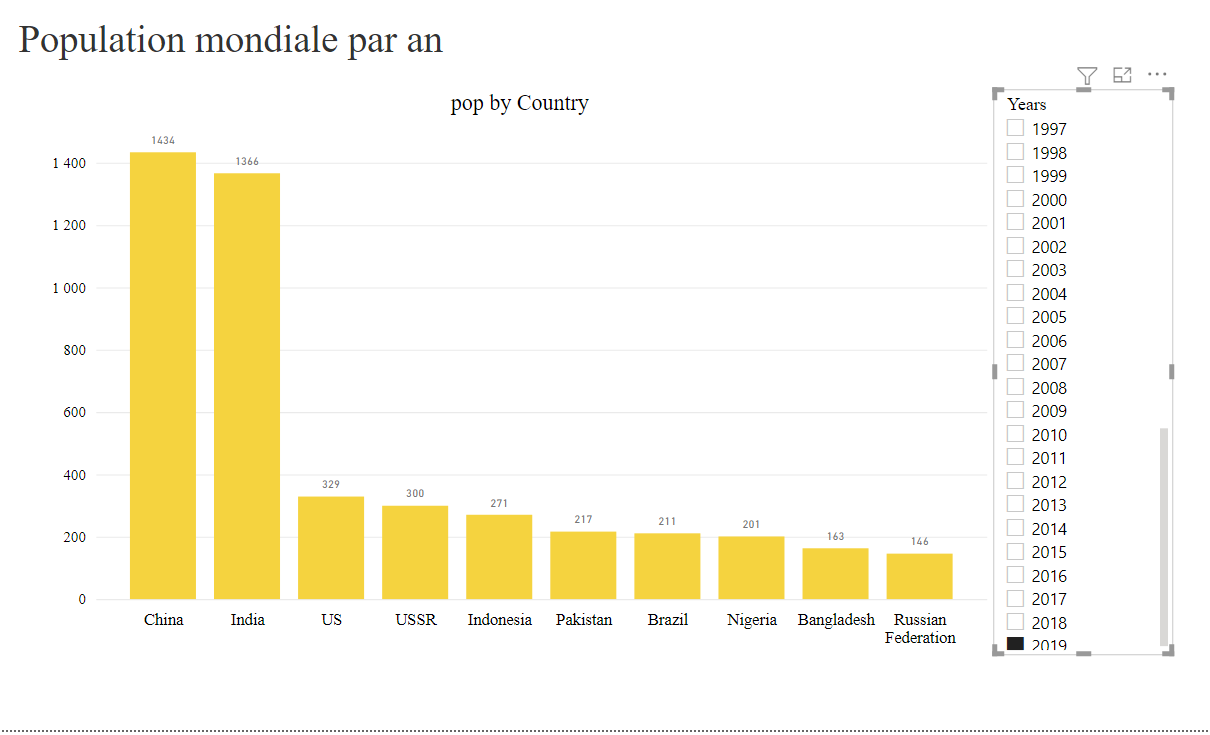 Population mondiale par an
pop by Country
1 400
1 200
1 000
800
600
400
200
0
1434
1366
329
300
271
217
211
201
163
146
China
India
US
USSR
Indonesia
Pakistan
Brazil
Nigeria
Bangladesh
Russian
Federation
Years
1997
1998
1999
2000
2001
2002
2003
2004
2005
2006
2007
2008
2009
2010
2011
2012
2013
2014
2015
2016
2017
2018
2019